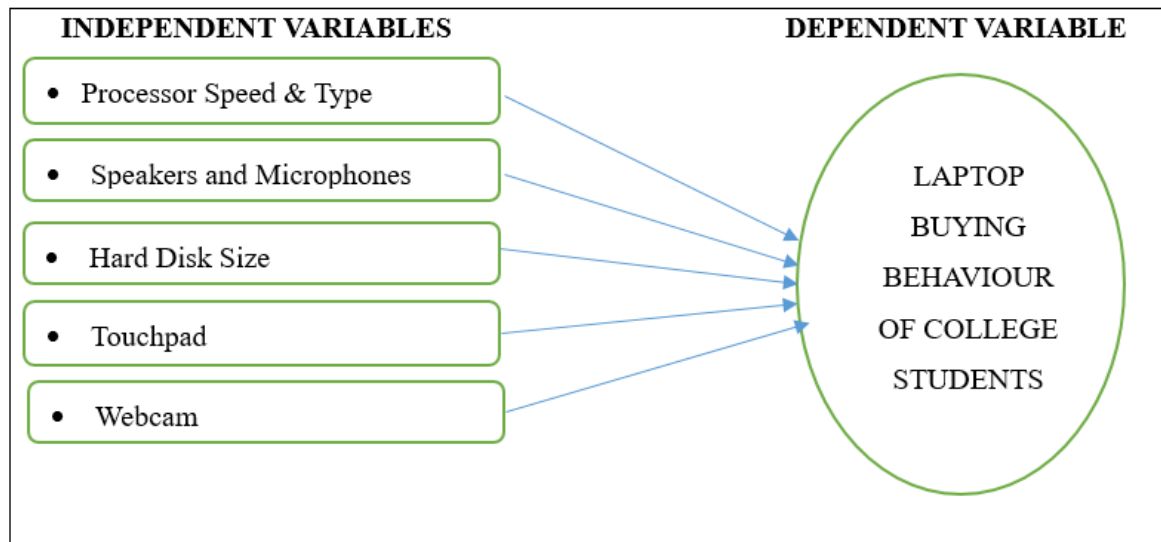 INDEPENDENT VARIABLES
• Processor Speed & Type
• Speakers and Microphones
• Hard Disk Size
• Touchpad
• Webcam
DEPENDENT VARIABLE
LAPTOP
BUYING
BEHAVIOUR
OF COLLEGE
STUDENTS